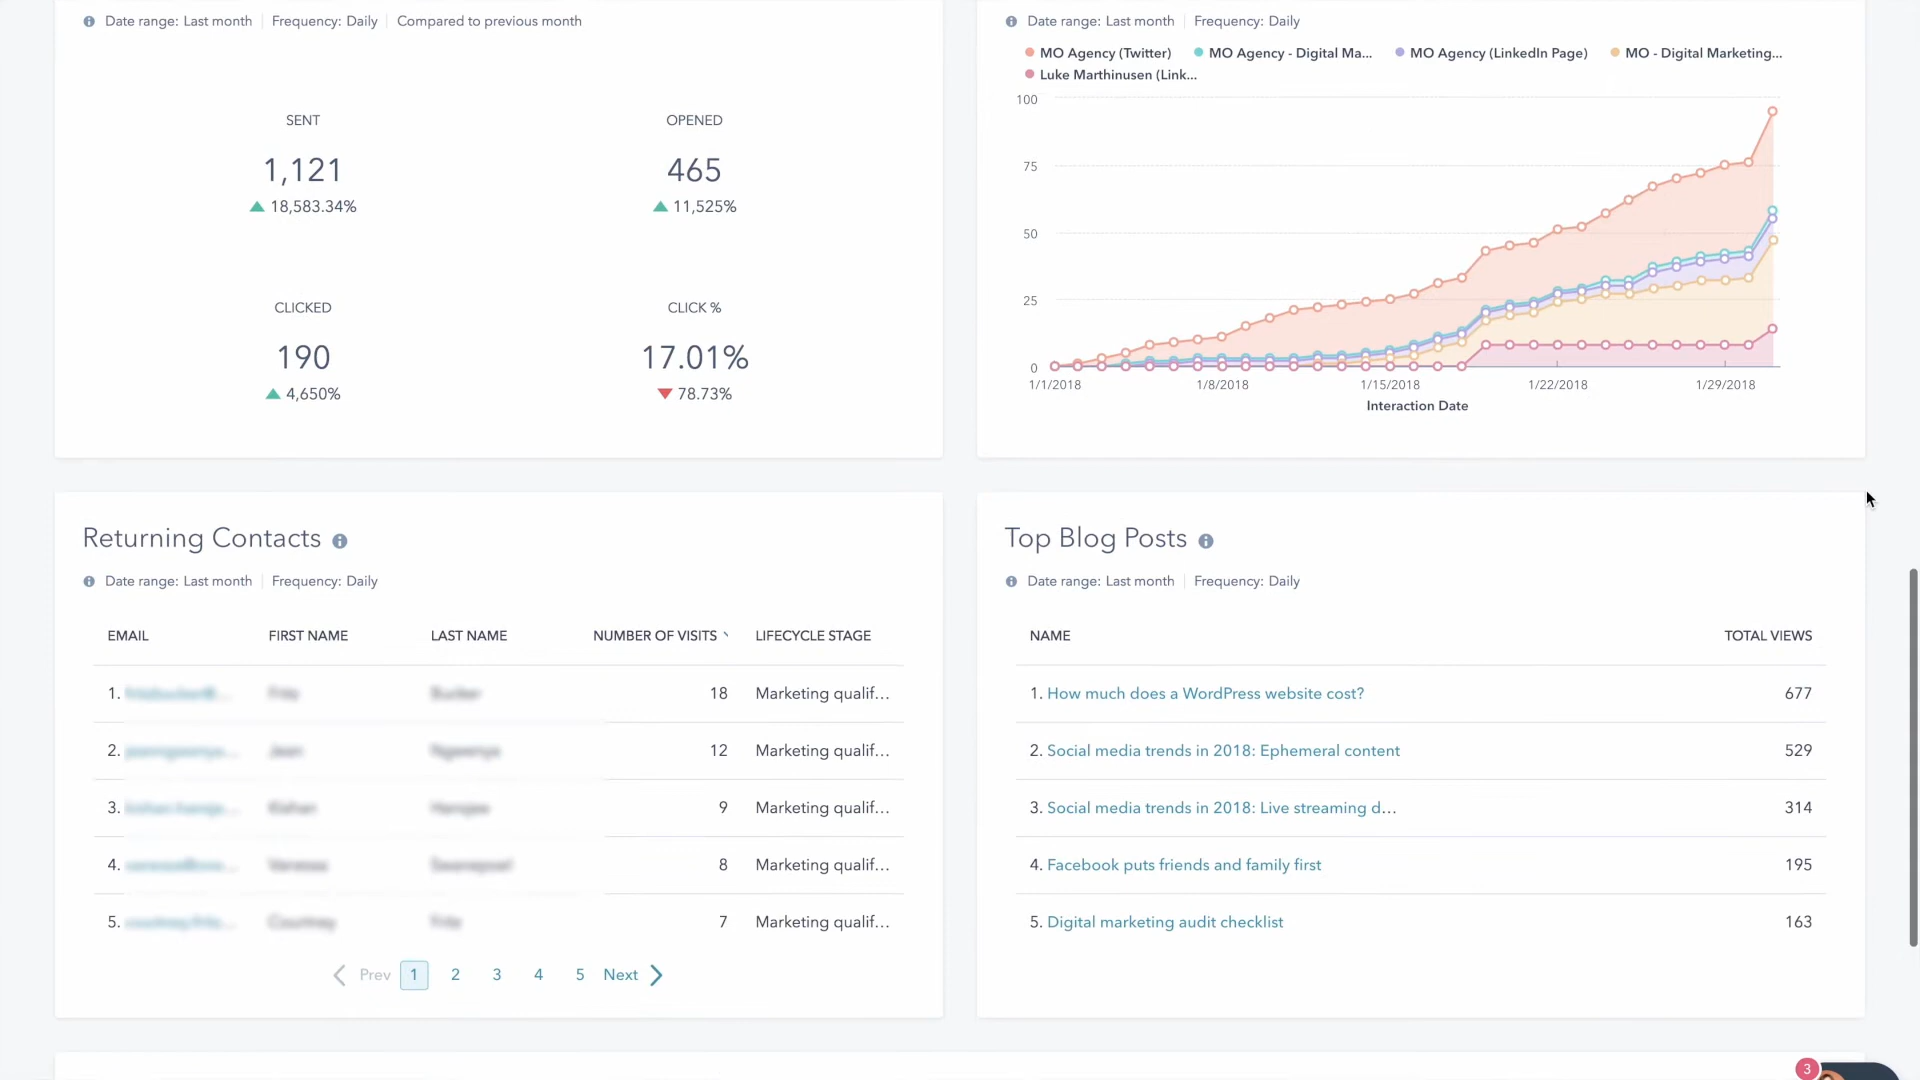 Date range: Last month Frequency: Daily Compared to previous month
SENT OPENED
1,121 465
18,583.34% 11,525%
CLICKED CLICK %
190 17.01%
4,650% 78.73%
Date range: Last month Frequency: Daily
MO Agency (Twitter) MO Agency - Digital Ma... MO Agency (LinkedIn Page) MO - Digital Marketing...
Luke Marthinusen (Link...
100
75
50
25
0
1/1/2018 1/8/2018 1/15/2018 1/22/2018 1/29/2018
Interaction Date
Returning Contacts
Date range: Last month Frequency: Daily
EMAIL FIRST NAME LAST NAME NUMBER OF VISITS LIFECYCLE STAGE
1. 18 Marketing qualif...
2. 12 Marketing qualif...
3. 9 Marketing qualif...
4. 8 Marketing qualif...
5. 7 Marketing qualif...
Prev 1 2 3 4 5 Next
Top Blog Posts
Date range: Last month Frequency: Daily
NAME TOTAL VIEWS
1. How much does a WordPress website cost? 677
2. Social media trends in 2018: Ephemeral content 529
3. Social media trends in 2018: Live streaming d... 314
4. Facebook puts friends and family first 195
5. Digital marketing audit checklist 163
3